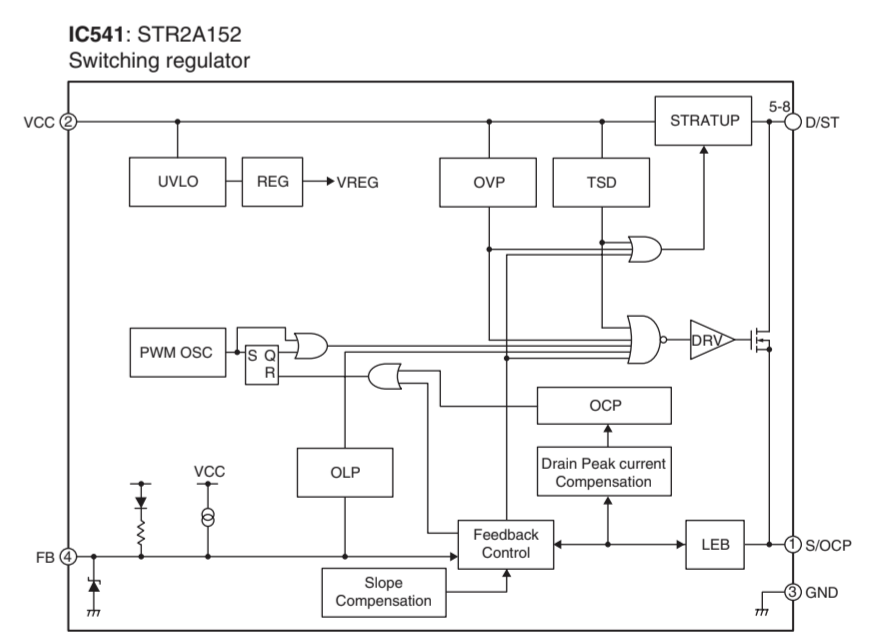 IC541: STR2A152
Switching regulator
VCC 2
STRATUP
5-8
D/ST
UVLO
REG
VREG
OVP
TSD
PWM OSC
S Q
R
DRV
OCP
Drain Peak current
Compensation
VCC
OLP
Feedback
Control
LEB
1 S/OCP
FB 4
Slope
Compensation
3 GND